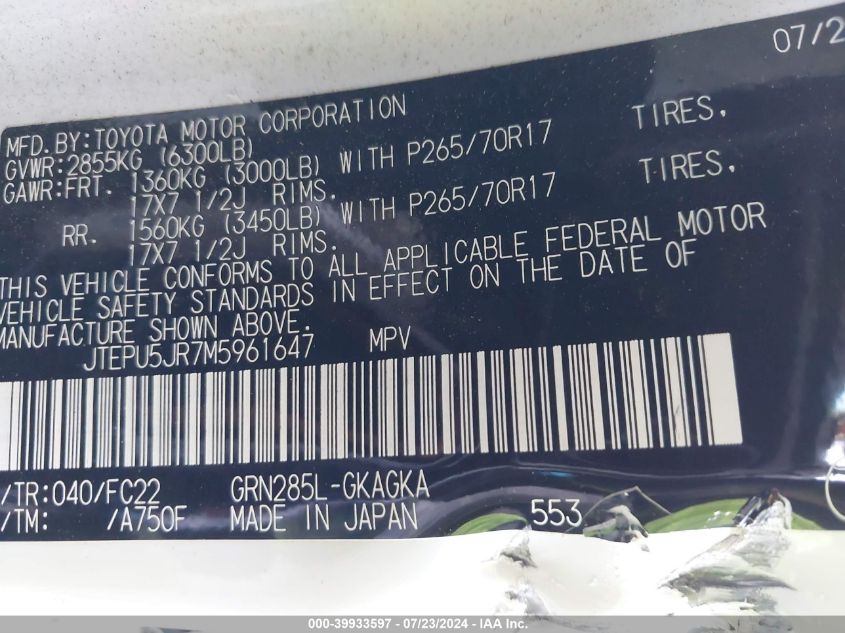 07/2
MFD.BY:TOYOTA MOTOR CORPORATION
GVWR:2855KG (6300LB)
GAWR:FRT. 1360KG (3000LB) WITH P265/70R17 TIRES,
17X7 1/2J RIMS.
RR. 1560KG (3450LB) WITH P265/70R17 TIRES,
17X7 1/2J RIMS.
THIS VEHICLE CONFORMS TO ALL APPLICABLE FEDERAL MOTOR
VEHICLE SAFETY STANDARDS IN EFFECT ON THE DATE OF
MANUFACTURE SHOWN ABOVE.
JTEPU5JR7M5961647 MPV
/TR:040/FC22 GRN285L-GKAGKA
/TM: /A750F MADE IN JAPAN 553
000-39933597 - 07/23/2024 - IAA Inc.